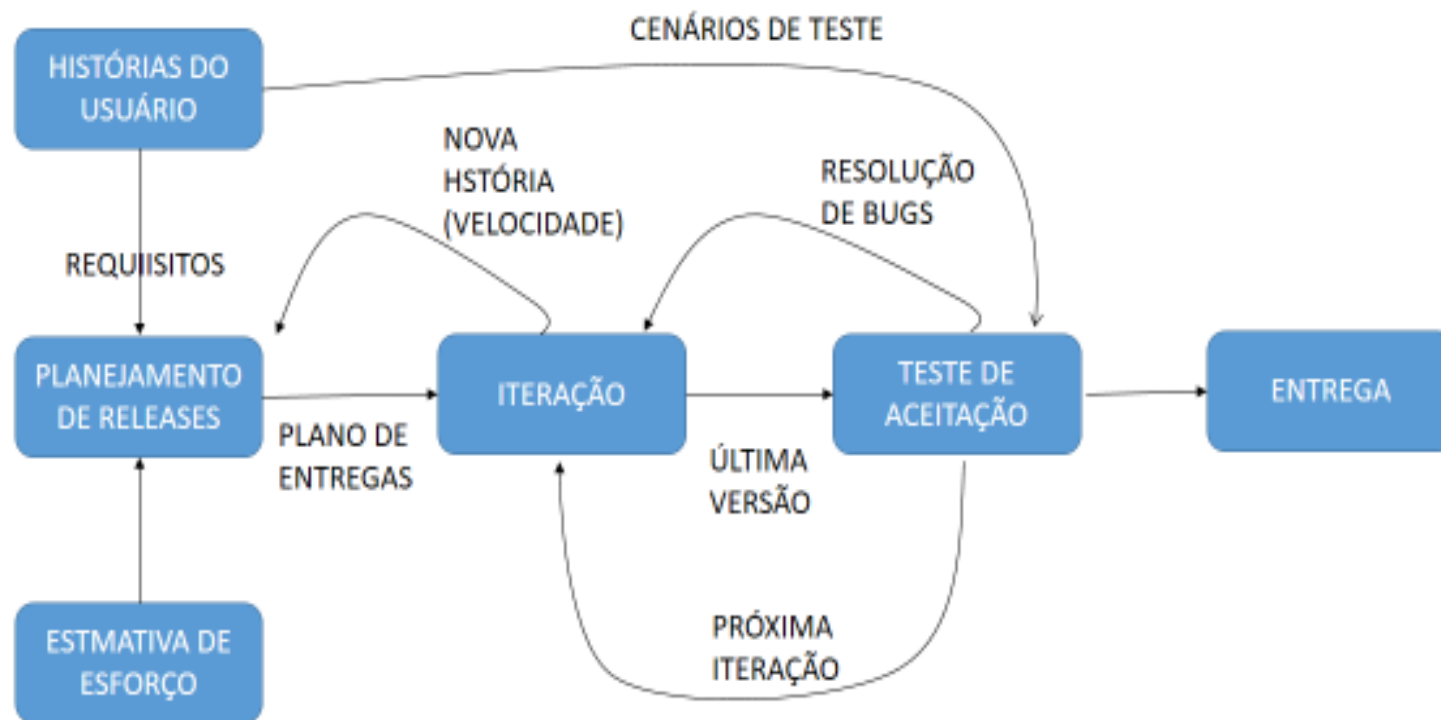 CENÁRIOS DE TESTE
HISTÓRIAS DO
USUÁRIO
NOVA
HSTÓRIA
(VELOCIDADE)
RESOLUÇÃO
DE BUGS
REQUIISITOS
PLANEJAMENTO
DE RELEASES
ITERAÇÃO
TESTE DE
ACEITAÇÃO
ENTREGA
PLANO DE
ENTREGAS
ÚLTIMA
VERSÃO
ESTMATIVA DE
ESFORÇO
PRÓXIMA
ITERAÇÃO